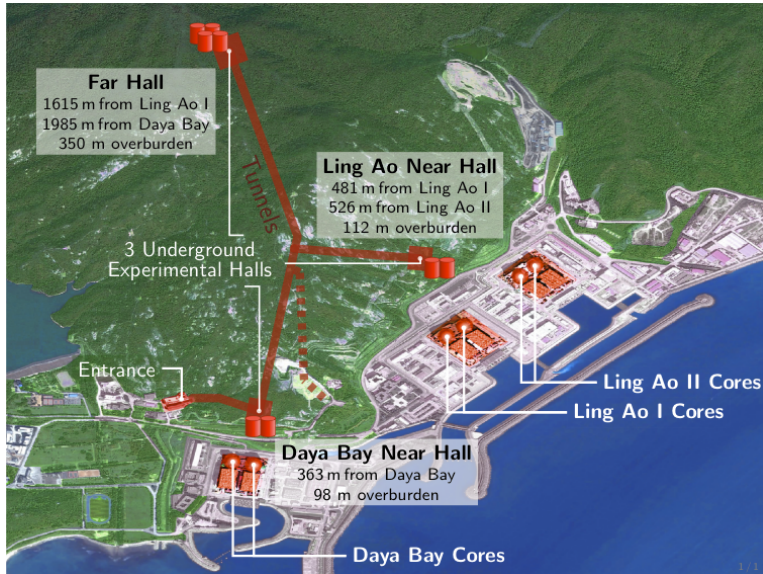 Far Hall
1615 m from Ling Ao I
1985 m from Daya Bay
350 m overburden
Tunnels
Ling Ao Near Hall
481 m from Ling Ao I
526 m from Ling Ao II
112 m overburden
3 Underground
Experimental Halls
Entrance
Ling Ao II Cores
Ling Ao I Cores
Daya Bay Near Hall
363 m from Daya Bay
98 m overburden
Daya Bay Cores
1 / 1